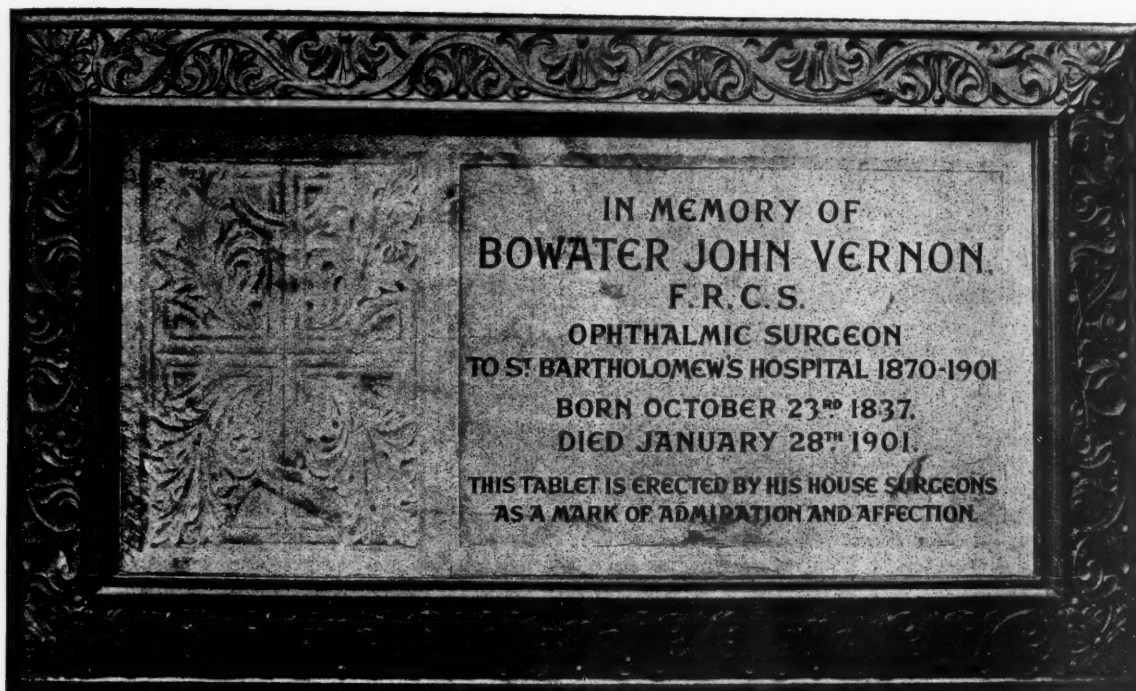 IN MEMORY OF
BOWATER JOHN VERNON,
F.R.C.S.
OPHTHALMIC SURGEON
TO ST BARTHOLOMEW'S HOSPITAL 1870-1901
BORN OCTOBER 23RD 1837.
DIED JANUARY 28TH 1901.
THIS TABLET IS ERECTED BY HIS HOUSE SURGEONS
AS A MARK OF ADMIRATION AND AFFECTION.